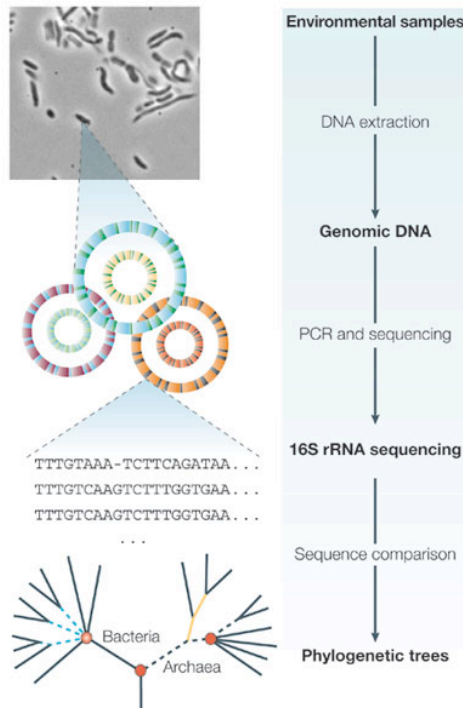 Environmental samples
DNA extraction
Genomic DNA
PCR and sequencing
16S rRNA sequencing
TTTGTAAA-TCTTCAGATAA...
TTTGTCAAGTCTTTGGTGAA...
TTTGTCAAGTCTTTGGTGAA...
...
Sequence comparison
Bacteria
Archaea
Phylogenetic trees